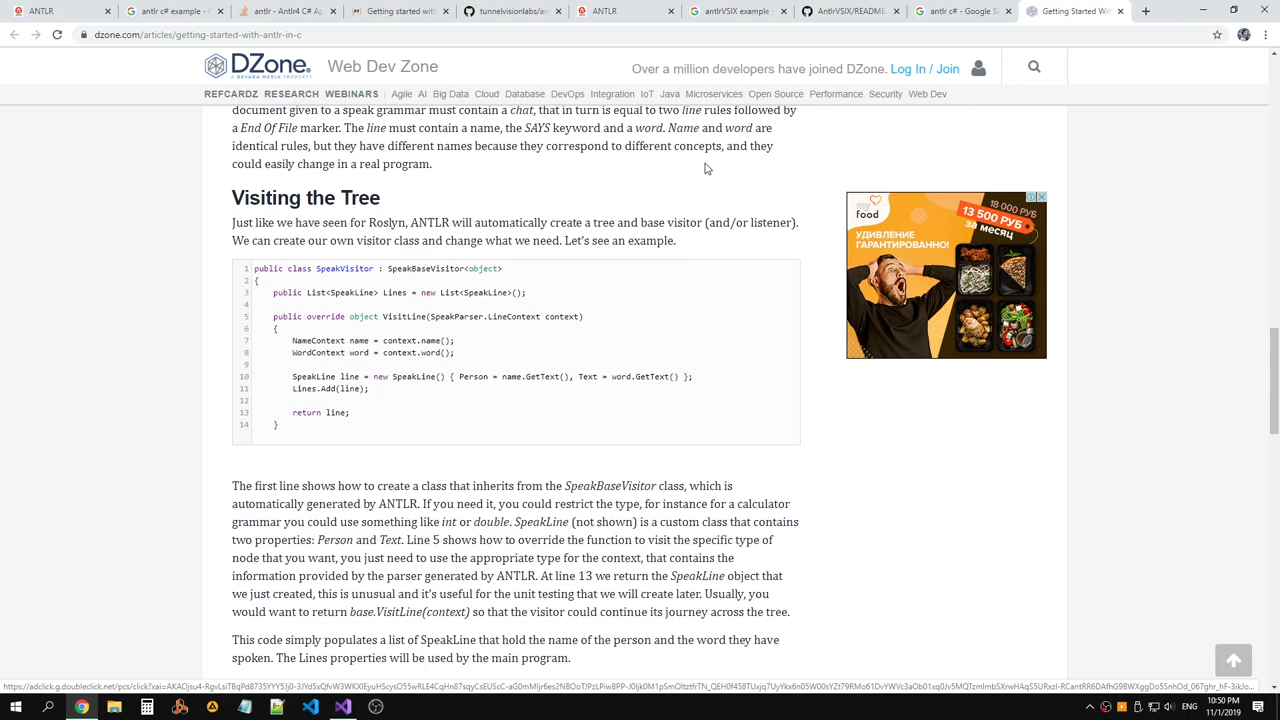 ANTLR
antlr c# example - G
antlr - Antlr4 C# Ap
Getting started with
tunnelvisionlabs/an
ANTLR
antlrVSIX example -
AntlrVSIX/README.
antlr c# - Google Se
Getting Started Wit
dzone.com/articles/getting-started-with-antlr-in-c
DZone.
A DEVADA MEDIA PROPERTY
Web Dev Zone
Over a million developers have joined DZone. Log In / Join
REFCARDZ RESEARCH WEBINARS | Agile AI Big Data Cloud Database DevOps Integration IoT Java Microservices Open Source Performance Security Web Dev
document given to a speak grammar must contain a chat, that in turn is equal to two line rules followed by
a End Of File marker. The line must contain a name, the SAYS keyword and a word. Name and word are
identical rules, but they have different names because they correspond to different concepts, and they
could easily change in a real program.
Visiting the Tree
Just like we have seen for Roslyn, ANTLR will automatically create a tree and base visitor (and/or listener).
We can create our own visitor class and change what we need. Let's see an example.
1 public class SpeakVisitor : SpeakBaseVisitor<object>
2 {
3 public List<SpeakLine> Lines = new List<SpeakLine>();
4
5 public override object VisitLine(SpeakParser.LineContext context)
6 {
7 NameContext name = context.name();
8 WordContext word = context.word();
9
10 SpeakLine line = new SpeakLine() { Person = name.GetText(), Text = word.GetText() };
11 Lines.Add(line);
12
13 return line;
14 }
my
food
УДИВЛЕНИЕ
ГАРАНТИРОВАННО!
18 000 РУБ
13 500 РУБ
за месяц
The first line shows how to create a class that inherits from the SpeakBaseVisitor class, which is
automatically generated by ANTLR. If you need it, you could restrict the type, for instance for a calculator
grammar you could use something like int or double. SpeakLine (not shown) is a custom class that contains
two properties: Person and Text. Line 5 shows how to override the function to visit the specific type of
node that you want, you just need to use the appropriate type for the context, that contains the
information provided by the parser generated by ANTLR. At line 13 we return the SpeakLine object that
we just created, this is unusual and it's useful for the unit testing that we will create later. Usually, you
would want to return base.VisitLine(context) so that the visitor could continue its journey across the tree.
This code simply populates a list of SpeakLine that hold the name of the person and the word they have
spoken. The Lines properties will be used by the main program.
ENG
10:50 PM
11/1/2019